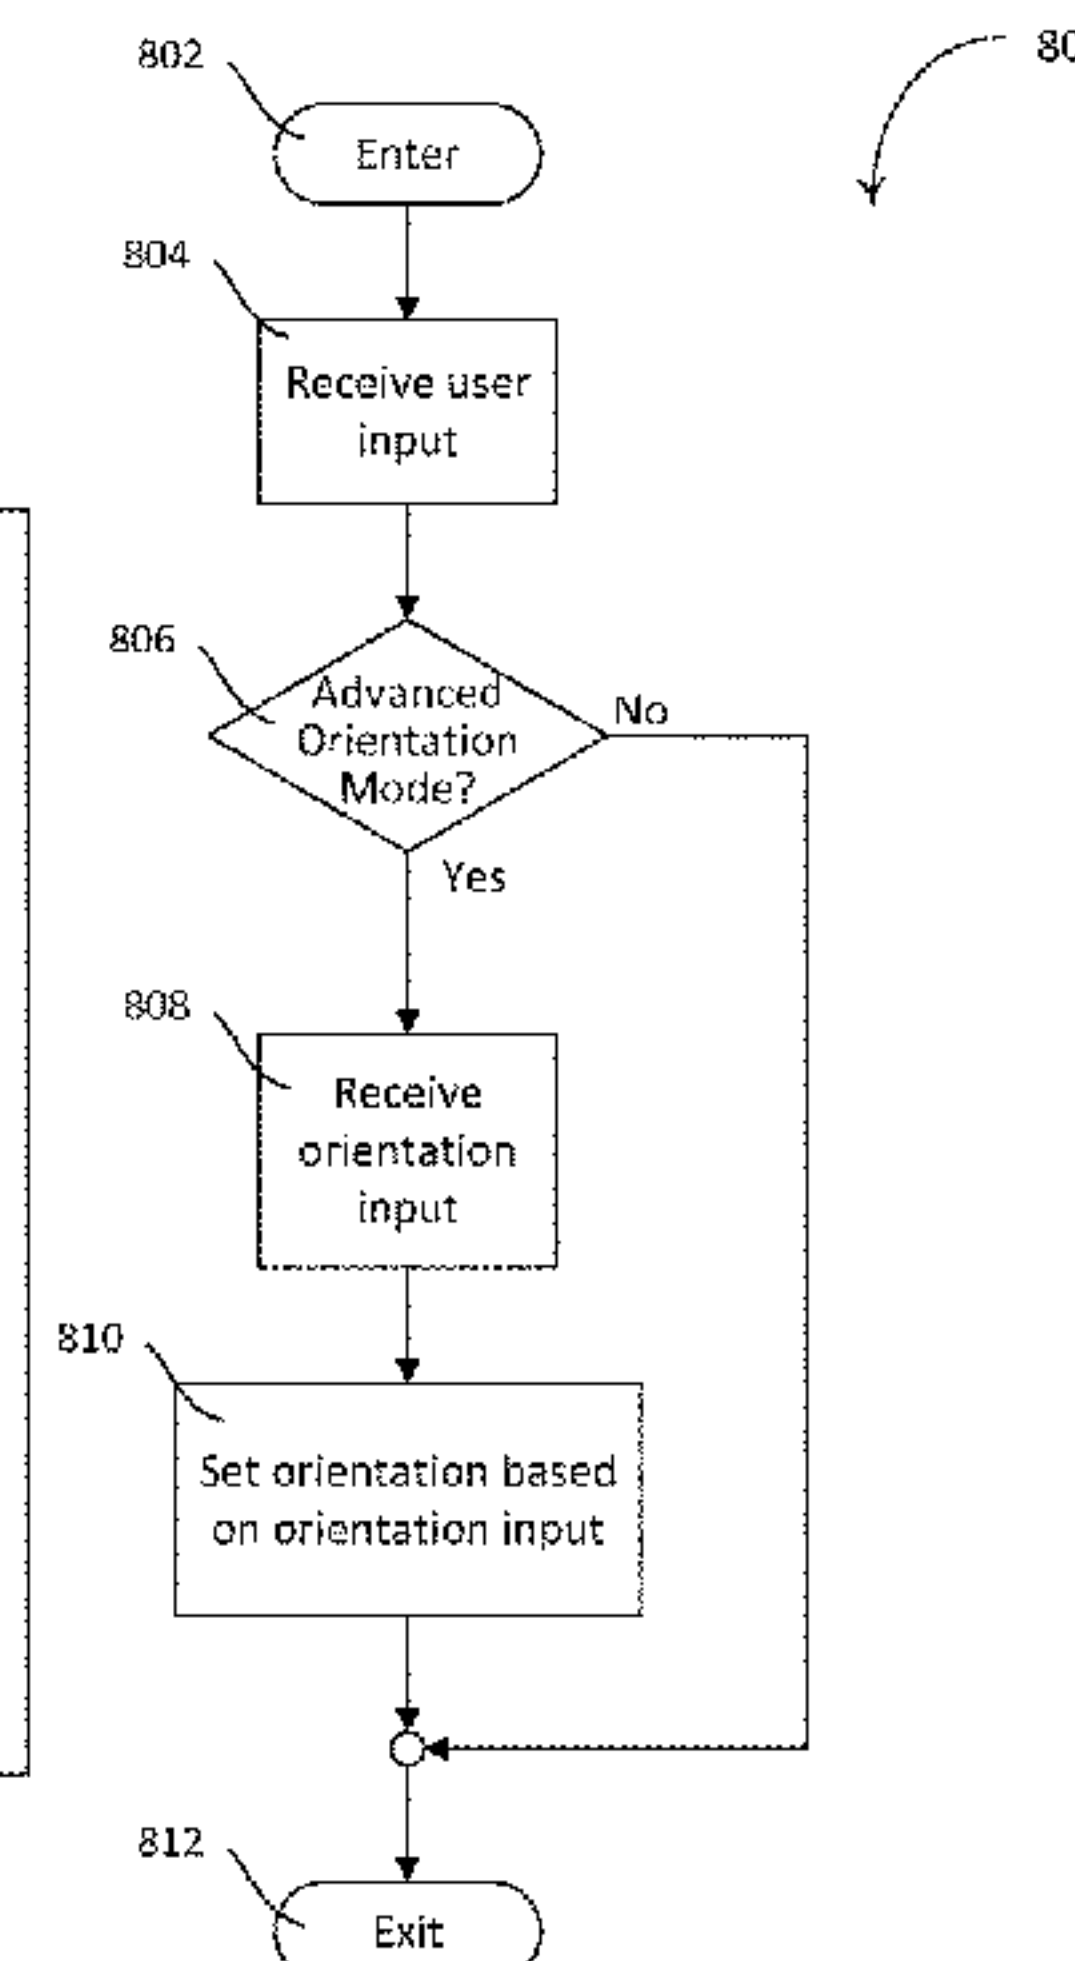 802
Enter
804
Receive user
input
806
Advanced
Orientation
Mode?
No
Yes
808
Receive
orientation
input
810
Set orientation based
on orientation input
812
Exit